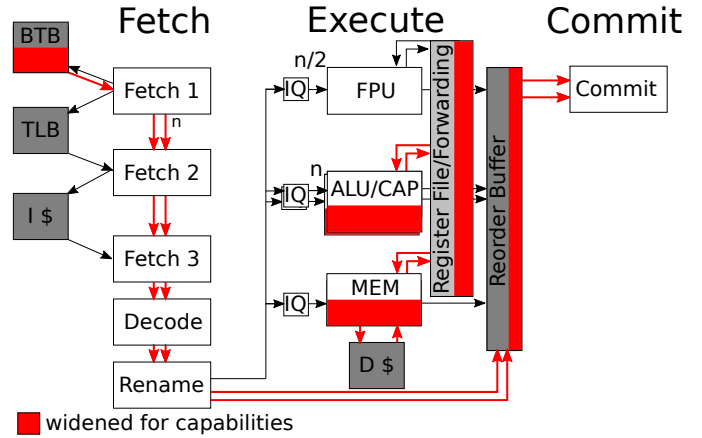 Fetch
Execute
Commit
BTB
Fetch 1
n
TLB
Fetch 2
I $
Fetch 3
Decode
Rename
n/2
IQ
FPU
n
IQ
ALU/CAP
IQ
MEM
D $
Register File/Forwarding
Reorder Buffer
Commit
widened for capabilities